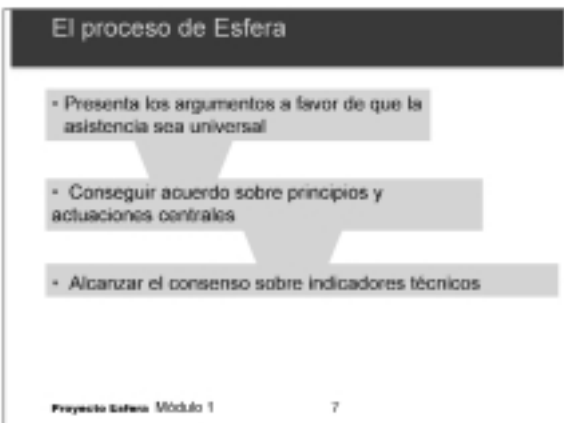 El proceso de Esfera
• Presenta los argumentos a favor de que la
asistencia sea universal
• Conseguir acuerdo sobre principios y
actuaciones centrales
• Alcanzar el consenso sobre indicadores técnicos
Proyecto Esfera Módulo 1 7